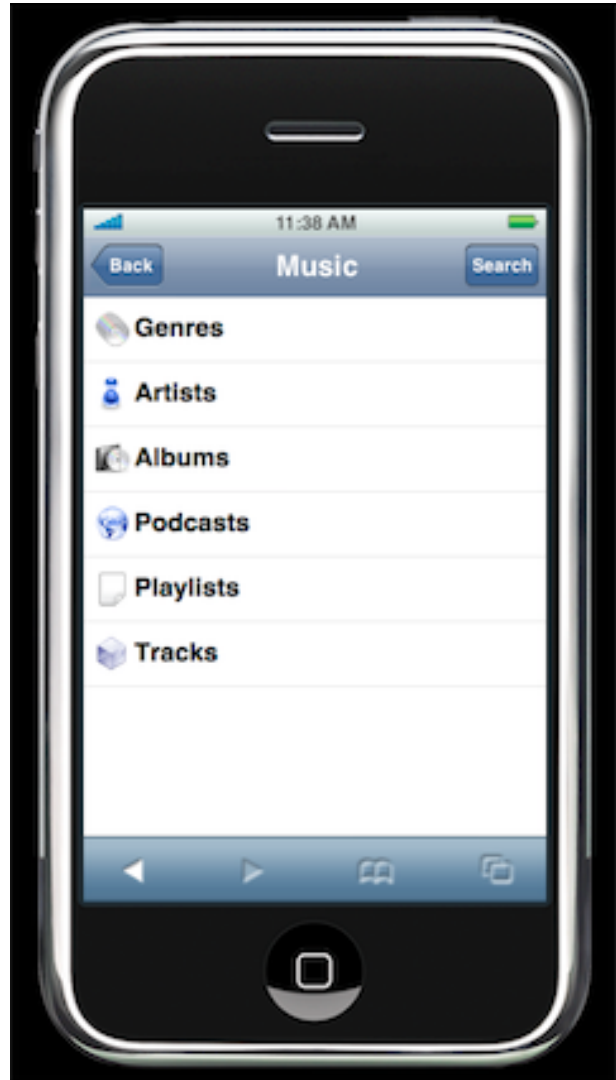 11:38 AM
Back Music Search
Genres
Artists
Albums
Podcasts
Playlists
Tracks